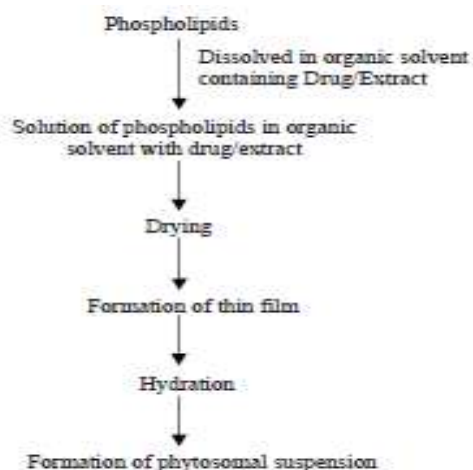 Phospholipids
Dissolved in organic solvent
containing Drug/Extract
Solution of phospholipids in organic
solvent with drug/extract
Drying
Formation of thin film
Hydration
Formation of phytosomal suspension